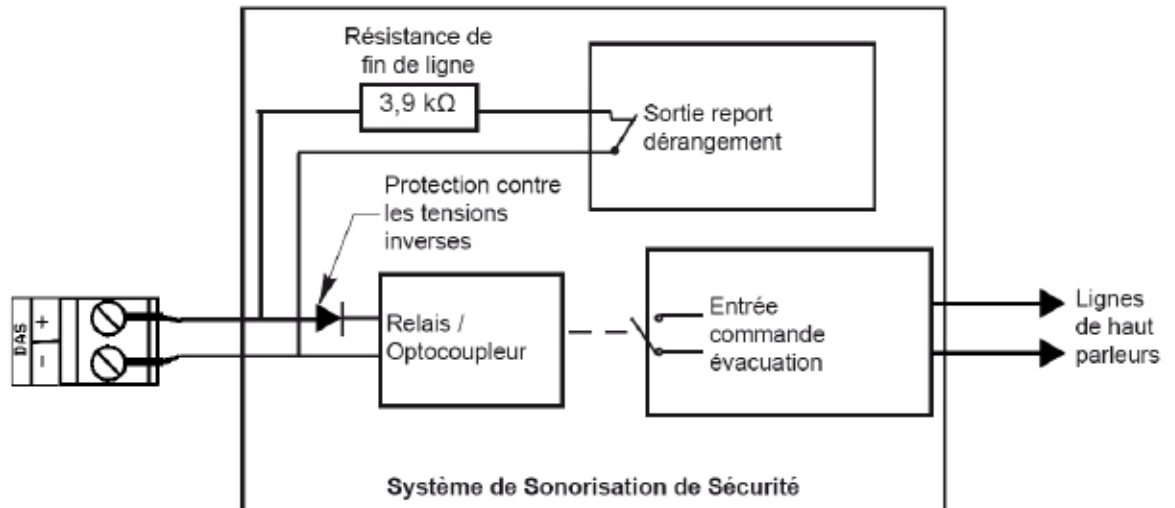 Résistance de
fin de ligne
3,9 kΩ
Sortie report
dérangement
Protection contre
les tensions
inverses
DAS
+
-
Relais /
Optocoupleur
Entrée
commande
évacuation
Lignes
de haut
parleurs
Système de Sonorisation de Sécurité